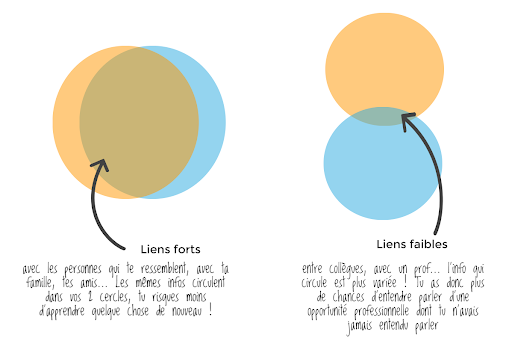 Liens forts
avec les personnes qui te ressemblent, avec ta
famille, tes amis... Les mêmes infos circulent
dans vos 2 cercles, tu risques moins
d'apprendre quelque chose de nouveau !
Liens faibles
entre collègues, avec un prof... l'info qui
circule est plus variée ! Tu as donc plus
de chances d'entendre parler d'une
opportunité professionnelle dont tu n'avais
jamais entendu parler